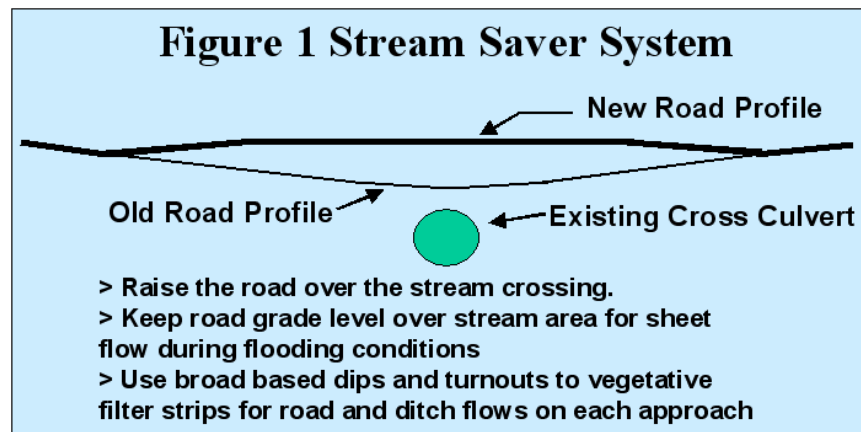 Figure 1 Stream Saver System
New Road Profile
Old Road Profile
Existing Cross Culvert
> Raise the road over the stream crossing.
> Keep road grade level over stream area for sheet
flow during flooding conditions
> Use broad based dips and turnouts to vegetative
filter strips for road and ditch flows on each approach